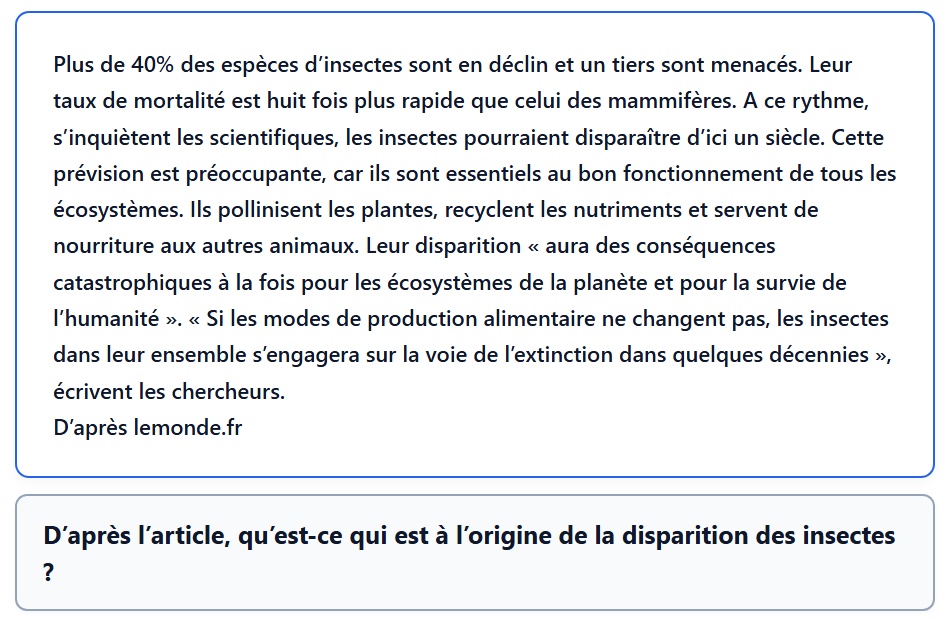 Plus de 40% des espèces d’insectes sont en déclin et un tiers sont menacés. Leur
taux de mortalité est huit fois plus rapide que celui des mammifères. A ce rythme,
s’inquiètent les scientifiques, les insectes pourraient disparaître d’ici un siècle. Cette
prévision est préoccupante, car ils sont essentiels au bon fonctionnement de tous les
écosystèmes. Ils pollinisent les plantes, recyclent les nutriments et servent de
nourriture aux autres animaux. Leur disparition « aura des conséquences
catastrophiques à la fois pour les écosystèmes de la planète et pour la survie de
l’humanité ». « Si les modes de production alimentaire ne changent pas, les insectes
dans leur ensemble s’engagera sur la voie de l’extinction dans quelques décennies »,
écrivent les chercheurs.
D’après lemonde.fr
D’après l’article, qu’est-ce qui est à l’origine de la disparition des insectes
?